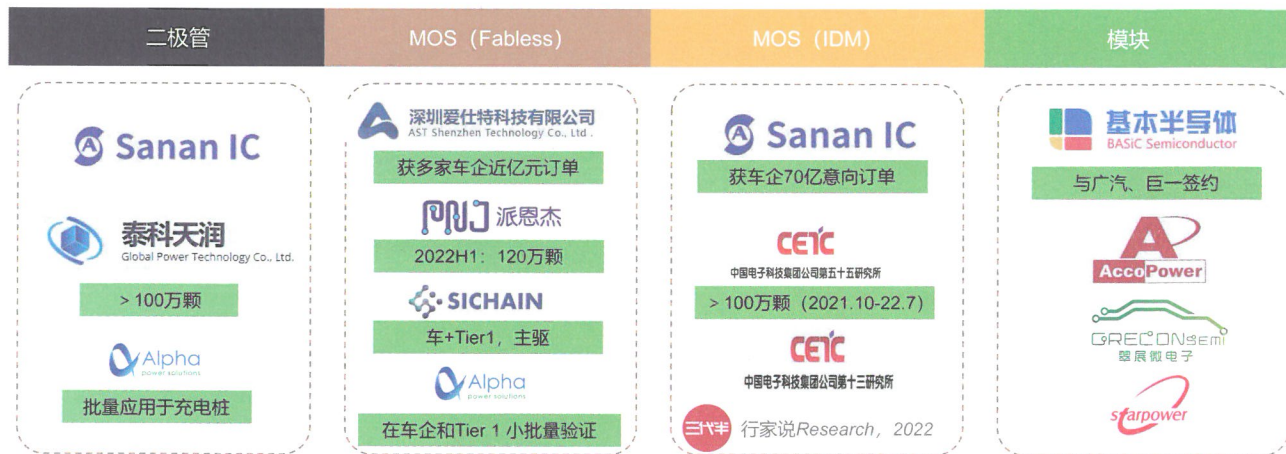 二极管
MOS（Fabless）
MOS（IDM）
模块
Sanan IC
泰科天润
Global Power Technology Co., Ltd.
＞100万颗
Alpha
power solutions
批量应用于充电桩
深圳爱仕特科技有限公司
AST Shenzhen Technology Co., Ltd .
获多家车企近亿元订单
PNJ 派恩杰
2022H1：120万颗
SICHAIN
车+Tier1，主驱
Alpha
power solutions
在车企和Tier 1 小批量验证
Sanan IC
获车企70亿意向订单
CETC
中国电子科技集团公司第五十五研究所
＞100万颗（2021.10-22.7）
CETC
中国电子科技集团公司第十三研究所
三代半 行家说Research，2022
基本半导体
BASiC Semiconductor
与广汽、巨一签约
A
AccoPower
GRECONSEMI
翌展微电子
starpower